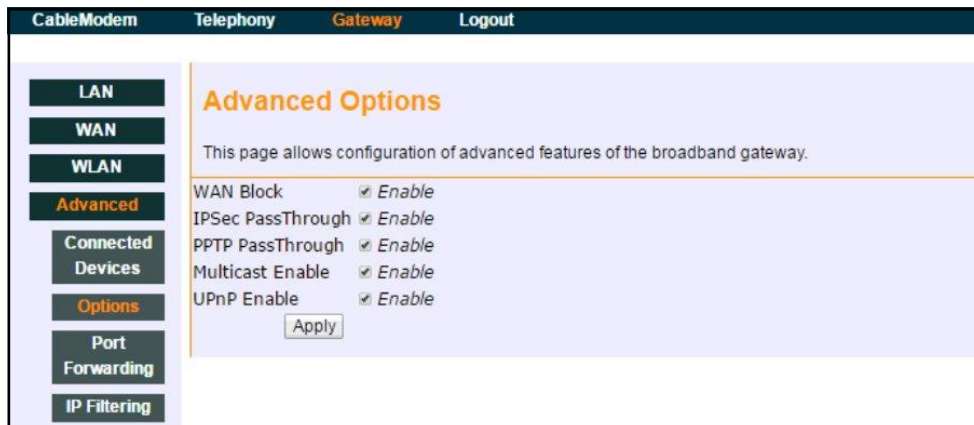 CableModem Telephony Gateway Logout
LAN
WAN
WLAN
Advanced
Connected
Devices
Options
Port
Forwarding
IP Filtering
Advanced Options
This page allows configuration of advanced features of the broadband gateway.
WAN Block Enable
IPSec PassThrough Enable
PPTP PassThrough Enable
Multicast Enable Enable
UPnP Enable Enable
Apply